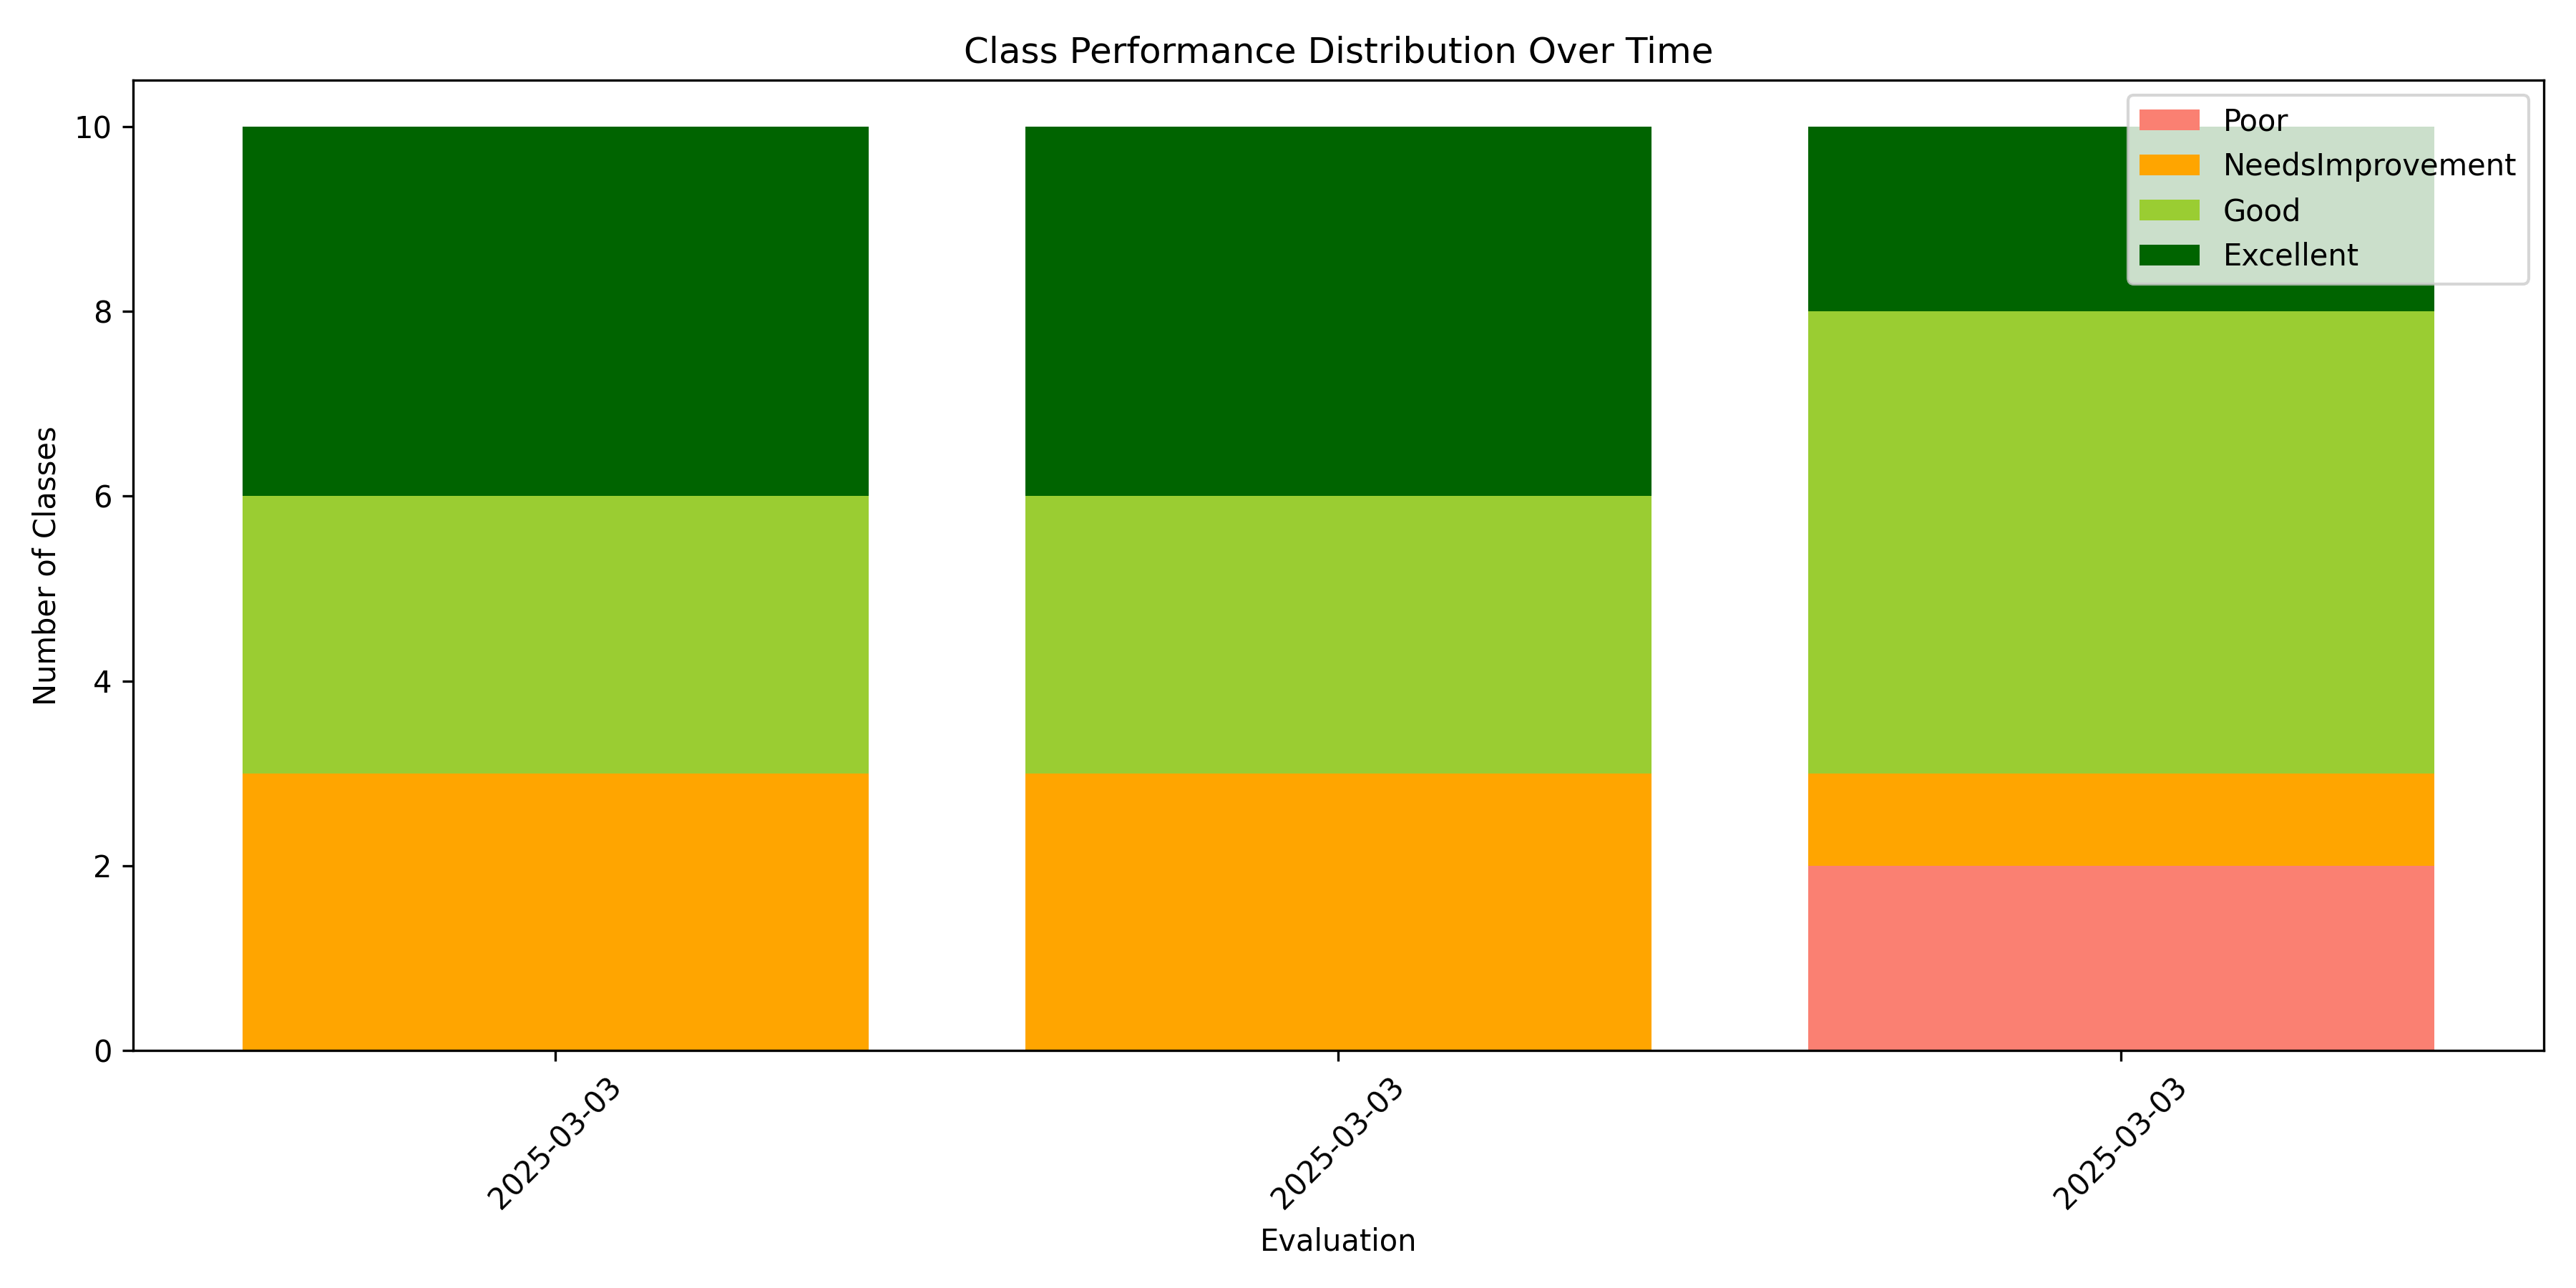 Class Performance Distribution Over Time
Poor
NeedsImprovement
Good
Excellent
Number of Classes
10
8
6
4
2
0
2025-03-03
2025-03-03
2025-03-03
Evaluation